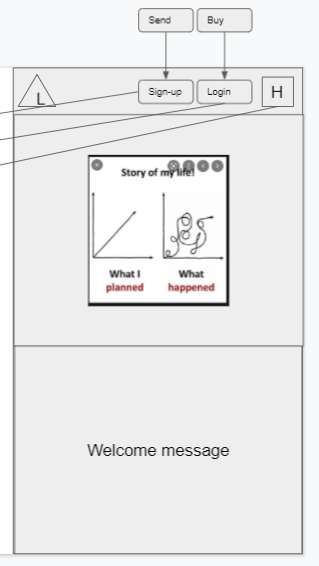 Send Buy
L Sign-up Login H
Story of my life!
What I What
planned happened
Welcome message